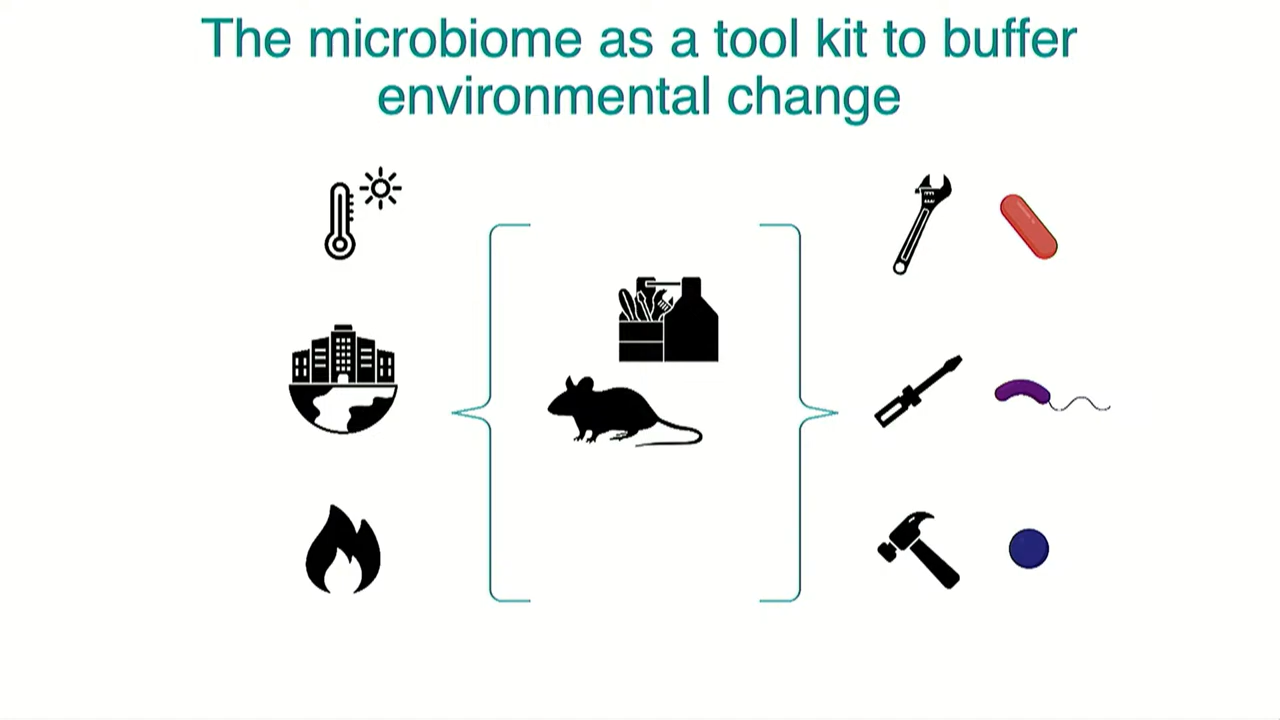 The microbiome as a tool kit to buffer
environmental change